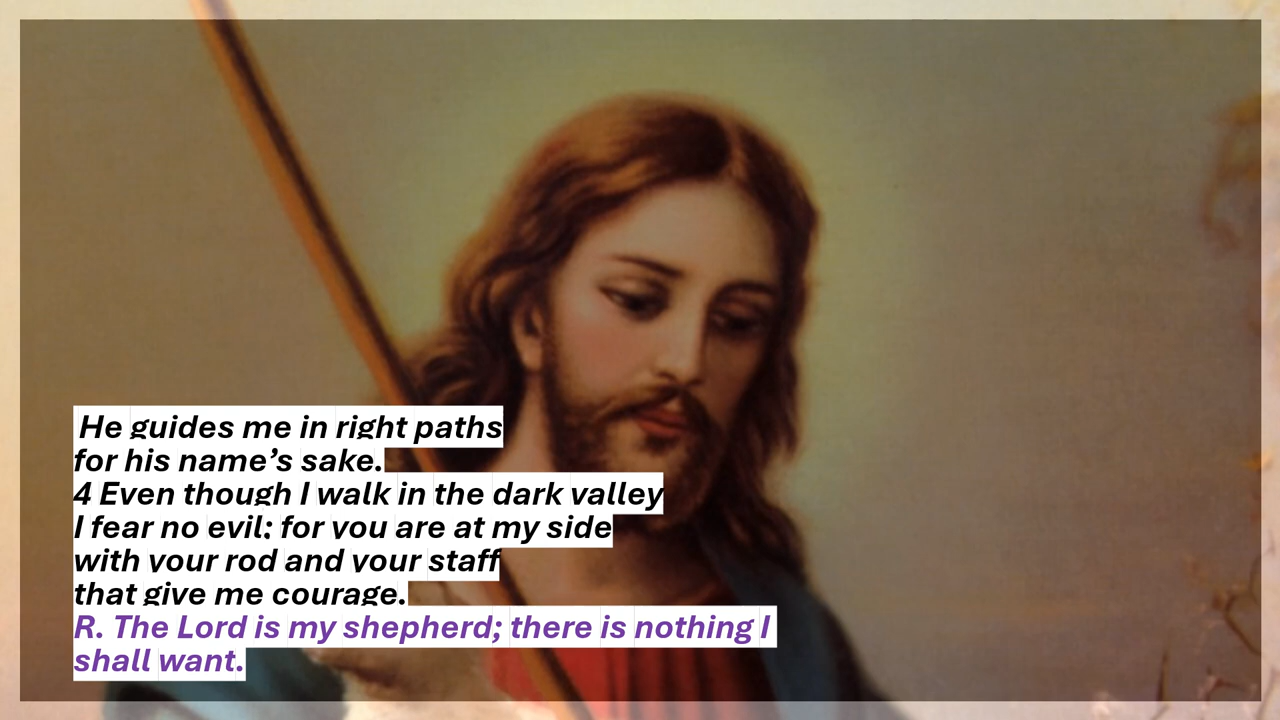 He guides me in right paths
for his name’s sake.
4 Even though I walk in the dark valley
I fear no evil; for you are at my side
with your rod and your staff
that give me courage.
R. The Lord is my shepherd; there is nothing I
shall want.